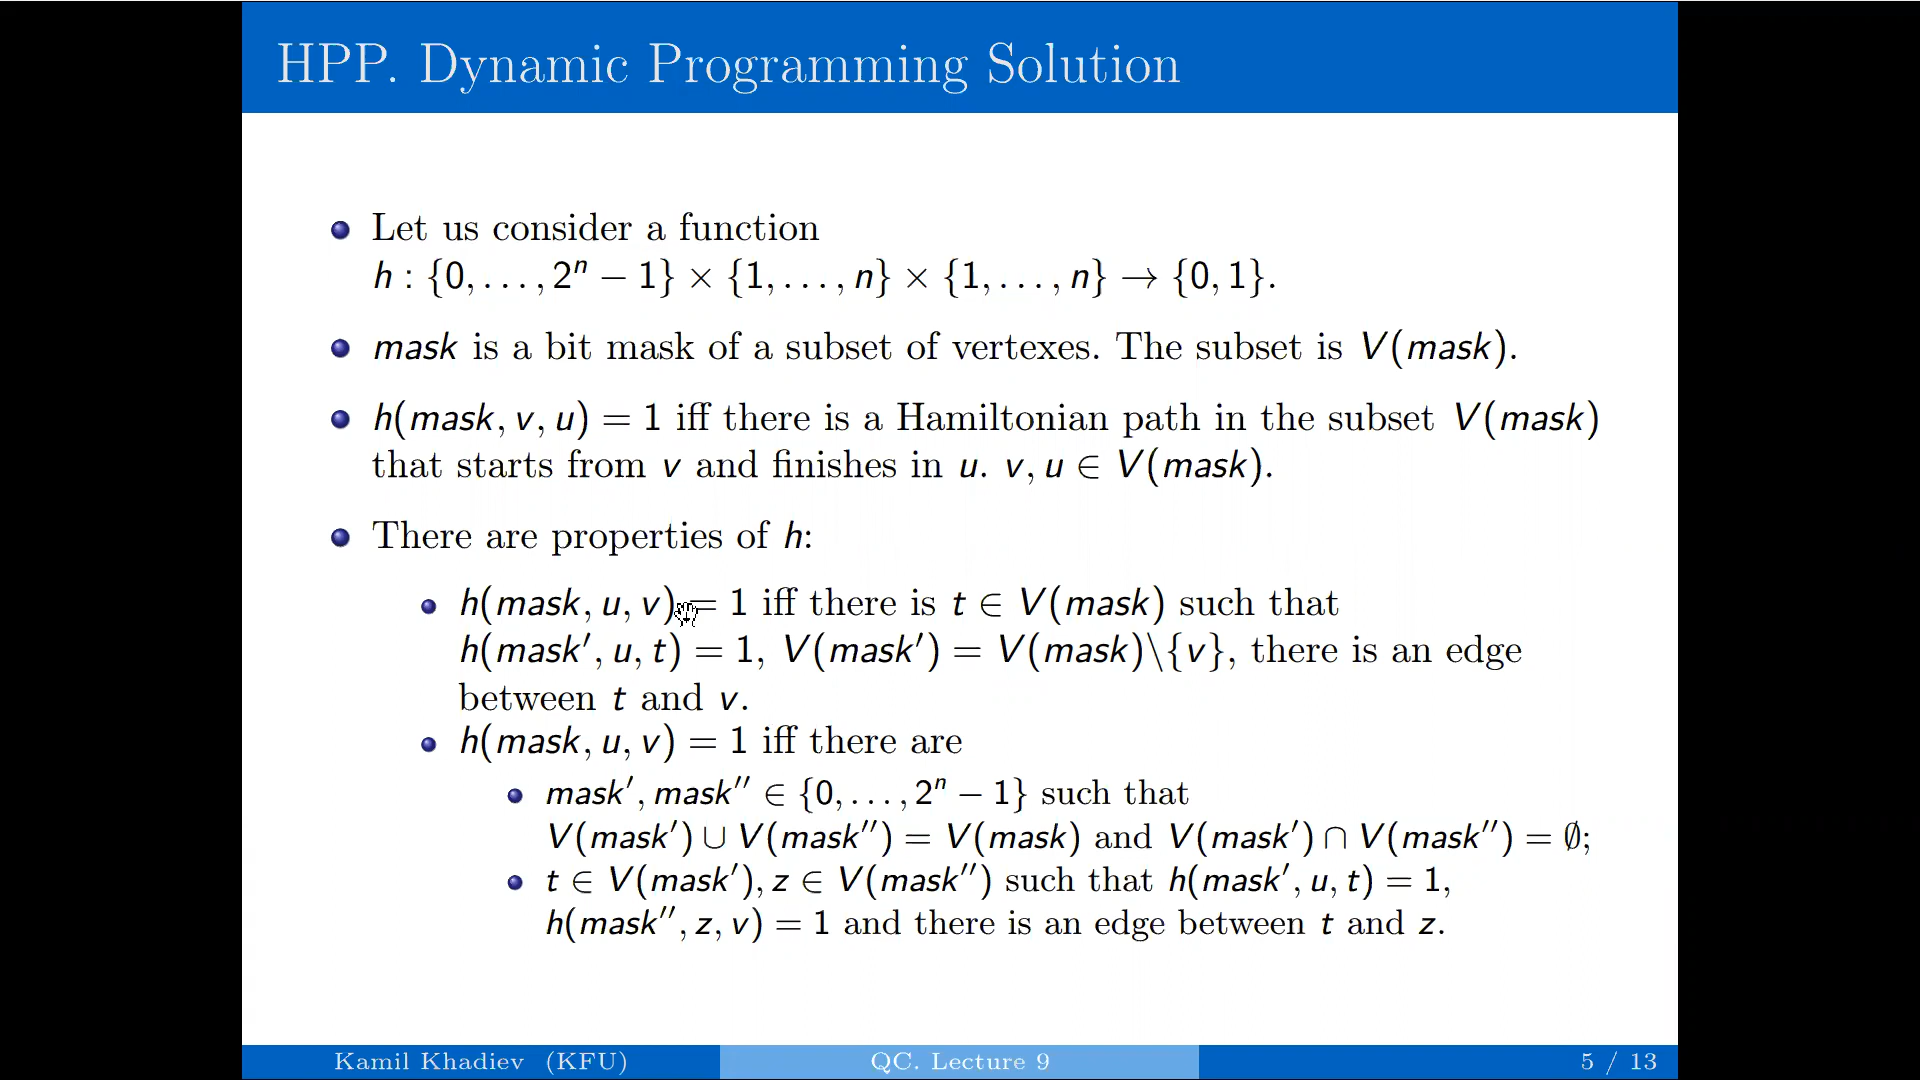 HPP. Dynamic Programming Solution
Let us consider a function
h : {0, . . . , 2ⁿ − 1} × {1, . . . , n} × {1, . . . , n} → {0, 1}.
mask is a bit mask of a subset of vertexes. The subset is V(mask).
h(mask, v, u) = 1 iff there is a Hamiltonian path in the subset V(mask)
that starts from v and finishes in u. v, u ∈ V(mask).
There are properties of h:
h(mask, u, v) = 1 iff there is t ∈ V(mask) such that
h(mask′, u, t) = 1, V(mask′) = V(mask)\{v}, there is an edge
between t and v.
h(mask, u, v) = 1 iff there are
mask′, mask″ ∈ {0, . . . , 2ⁿ − 1} such that
V(mask′) ∪ V(mask″) = V(mask) and V(mask′) ∩ V(mask″) = ∅;
t ∈ V(mask′), z ∈ V(mask″) such that h(mask′, u, t) = 1,
h(mask″, z, v) = 1 and there is an edge between t and z.
Kamil Khadiev (KFU) QC. Lecture 9 5 / 13